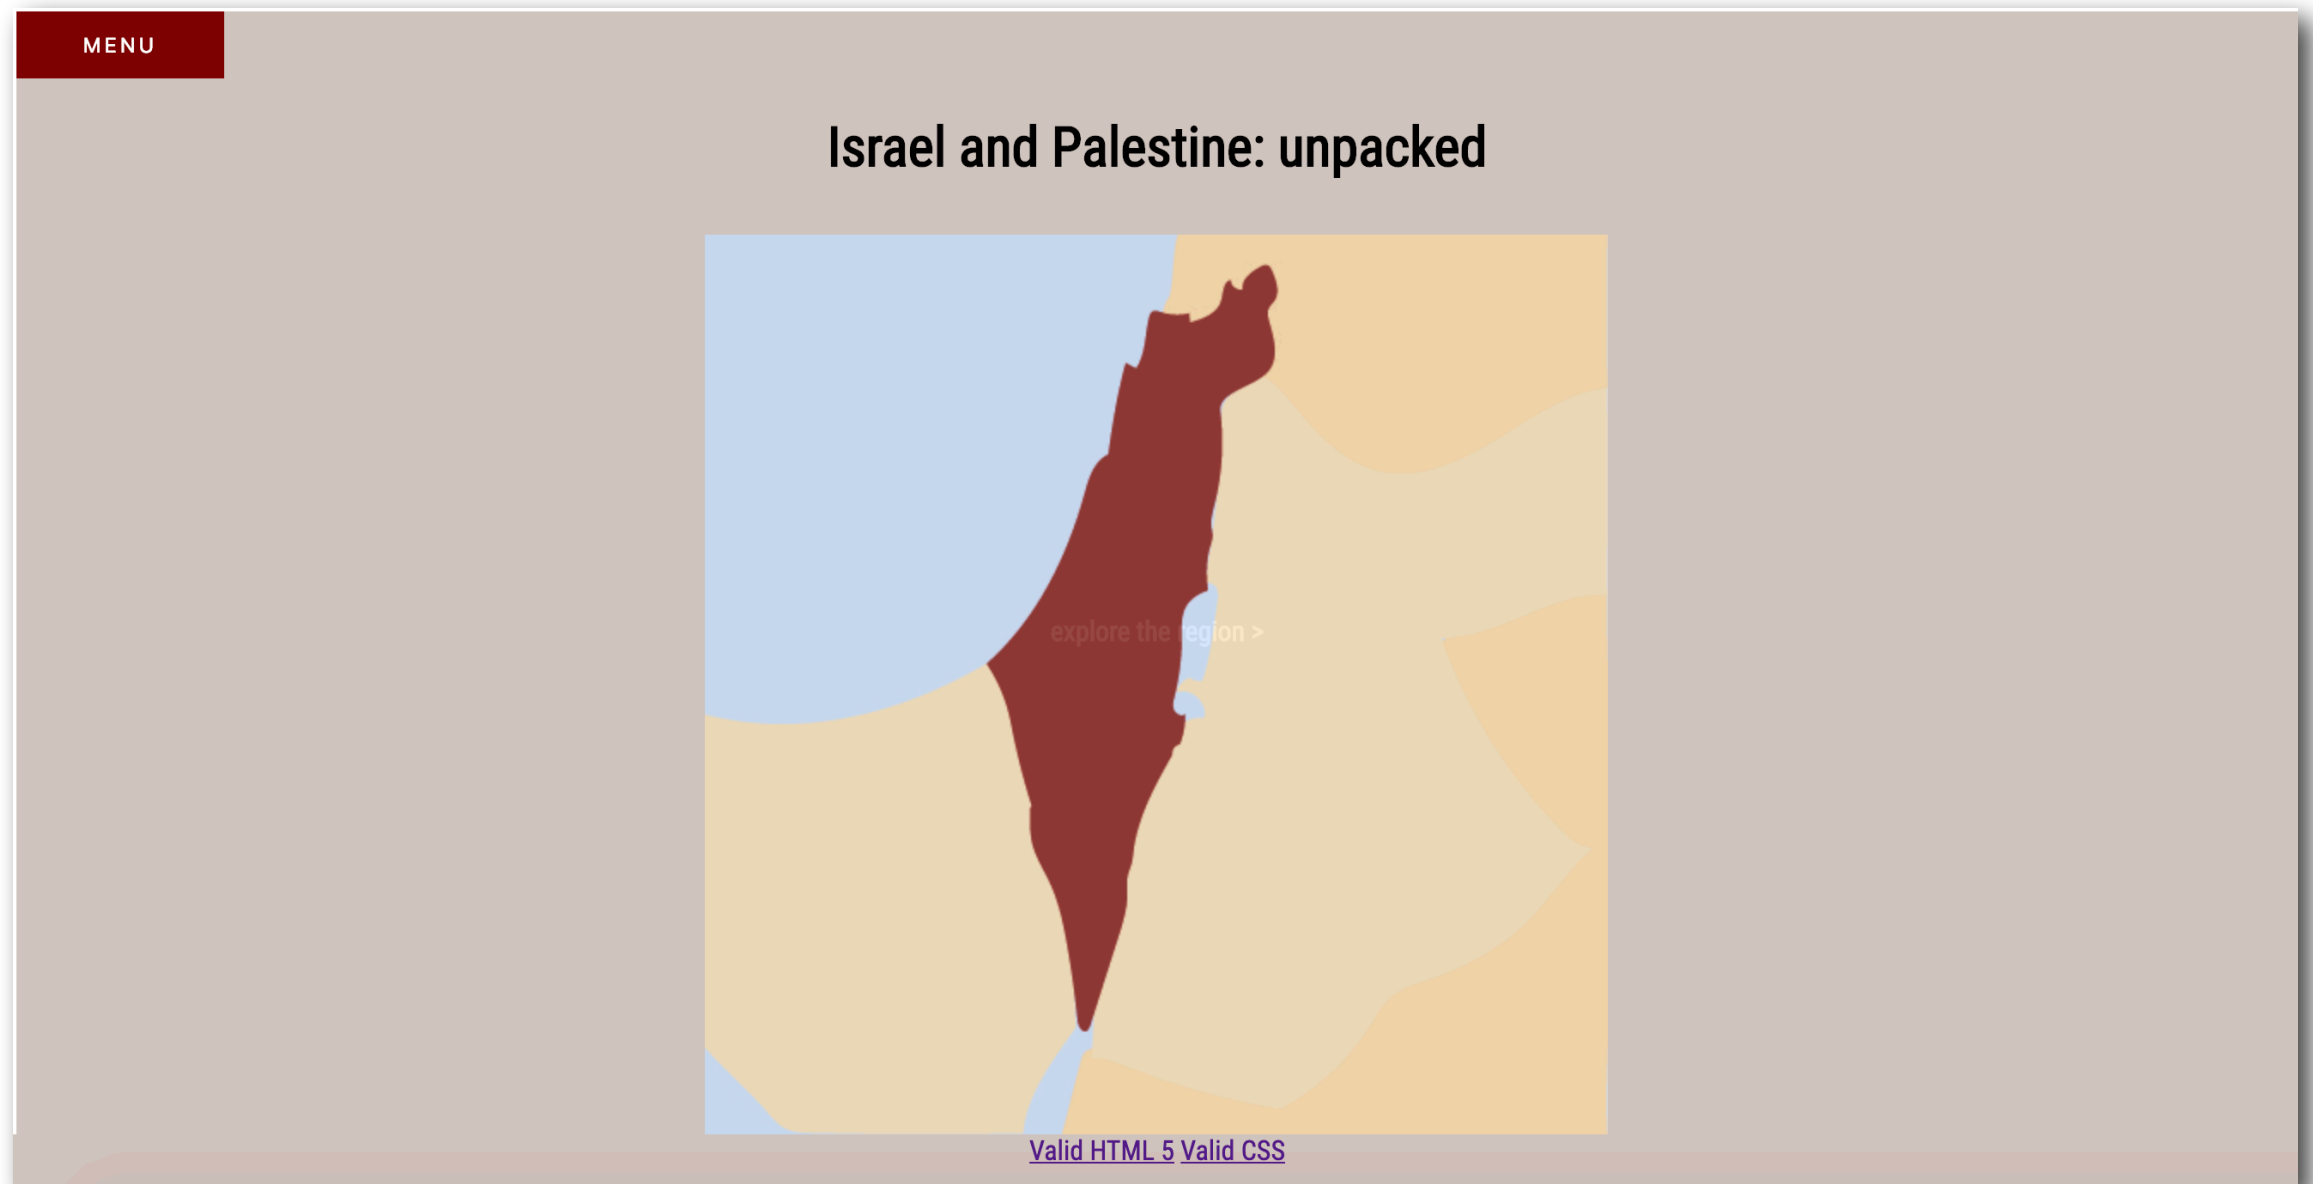 MENU
Israel and Palestine: unpacked
explore the region >
Valid HTML 5 Valid CSS